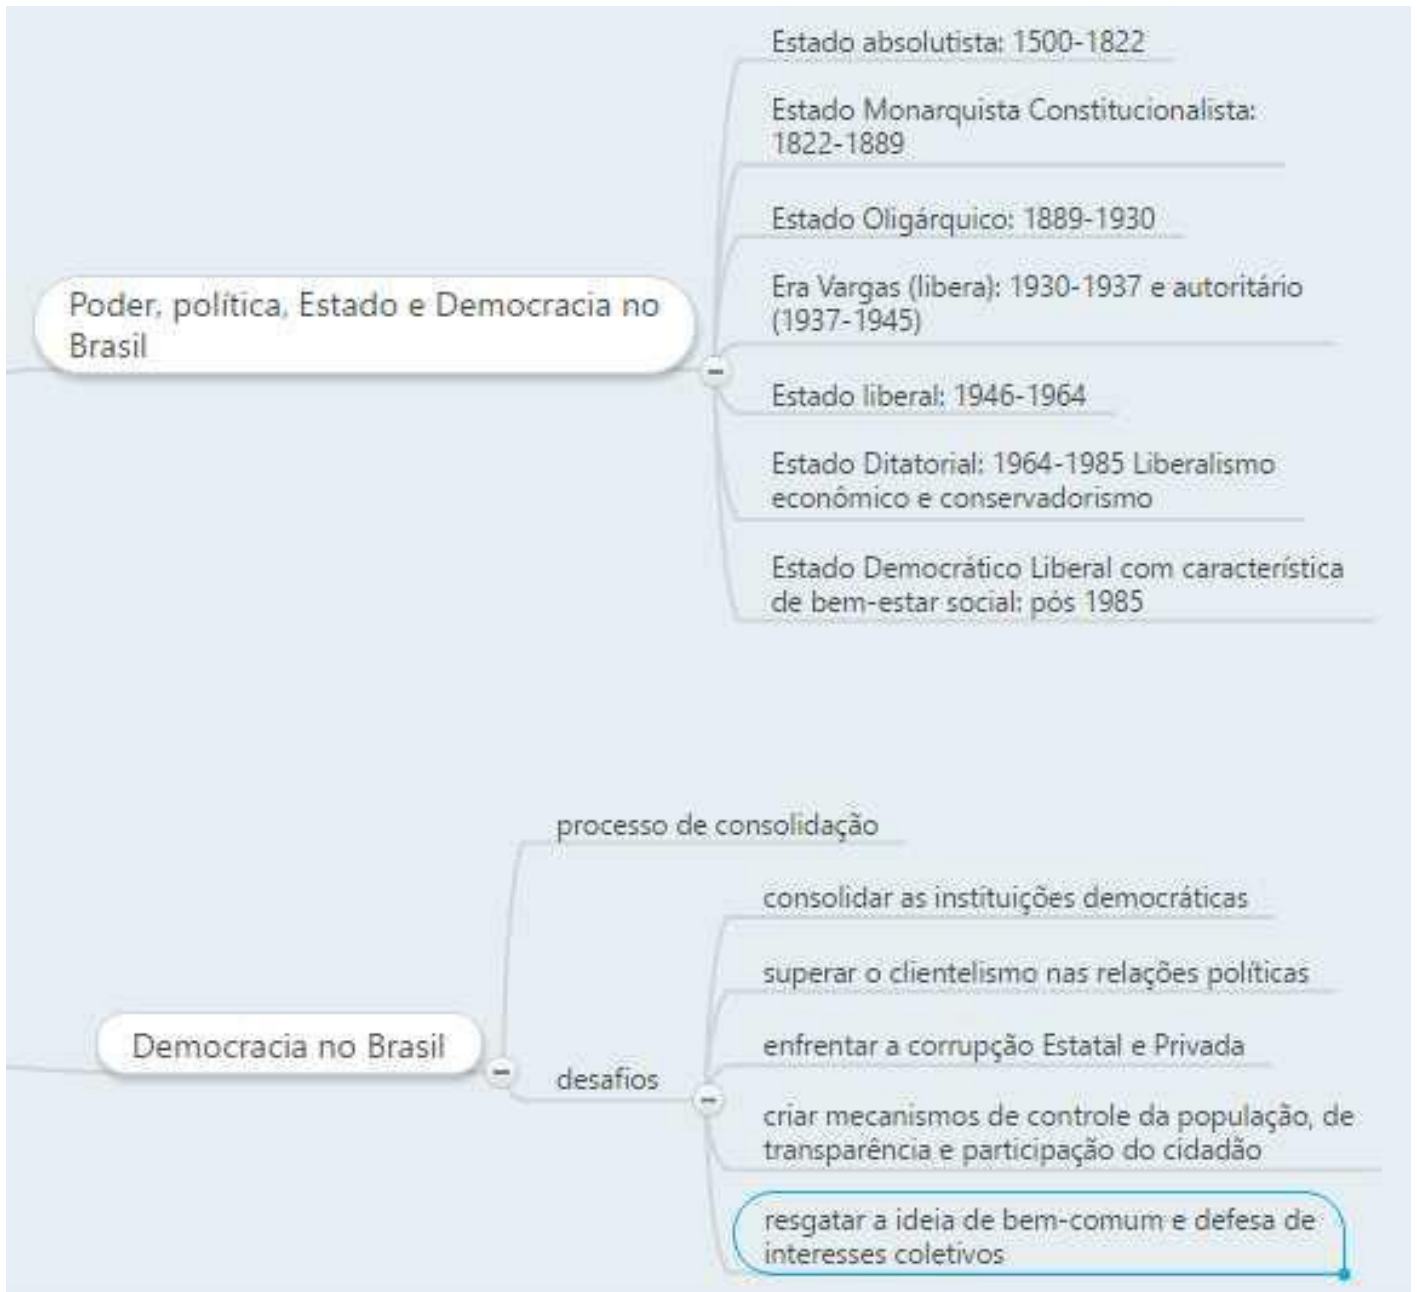 Estado absolutista: 1500-1822
Estado Monarquista Constitucionalista:
1822-1889
Estado Oligárquico: 1889-1930
Poder, política, Estado e Democracia no
Brasil
Era Vargas (libera): 1930-1937 e autoritário
(1937-1945)
Estado liberal: 1946-1964
Estado Ditatorial: 1964-1985 Liberalismo
econômico e conservadorismo
Estado Democrático Liberal com característica
de bem-estar social: pós 1985
processo de consolidação
consolidar as instituições democráticas
superar o clientelismo nas relações políticas
Democracia no Brasil
enfrentar a corrupção Estatal e Privada
desafios
criar mecanismos de controle da população, de
transparência e participação do cidadão
resgatar a ideia de bem-comum e defesa de
interesses coletivos